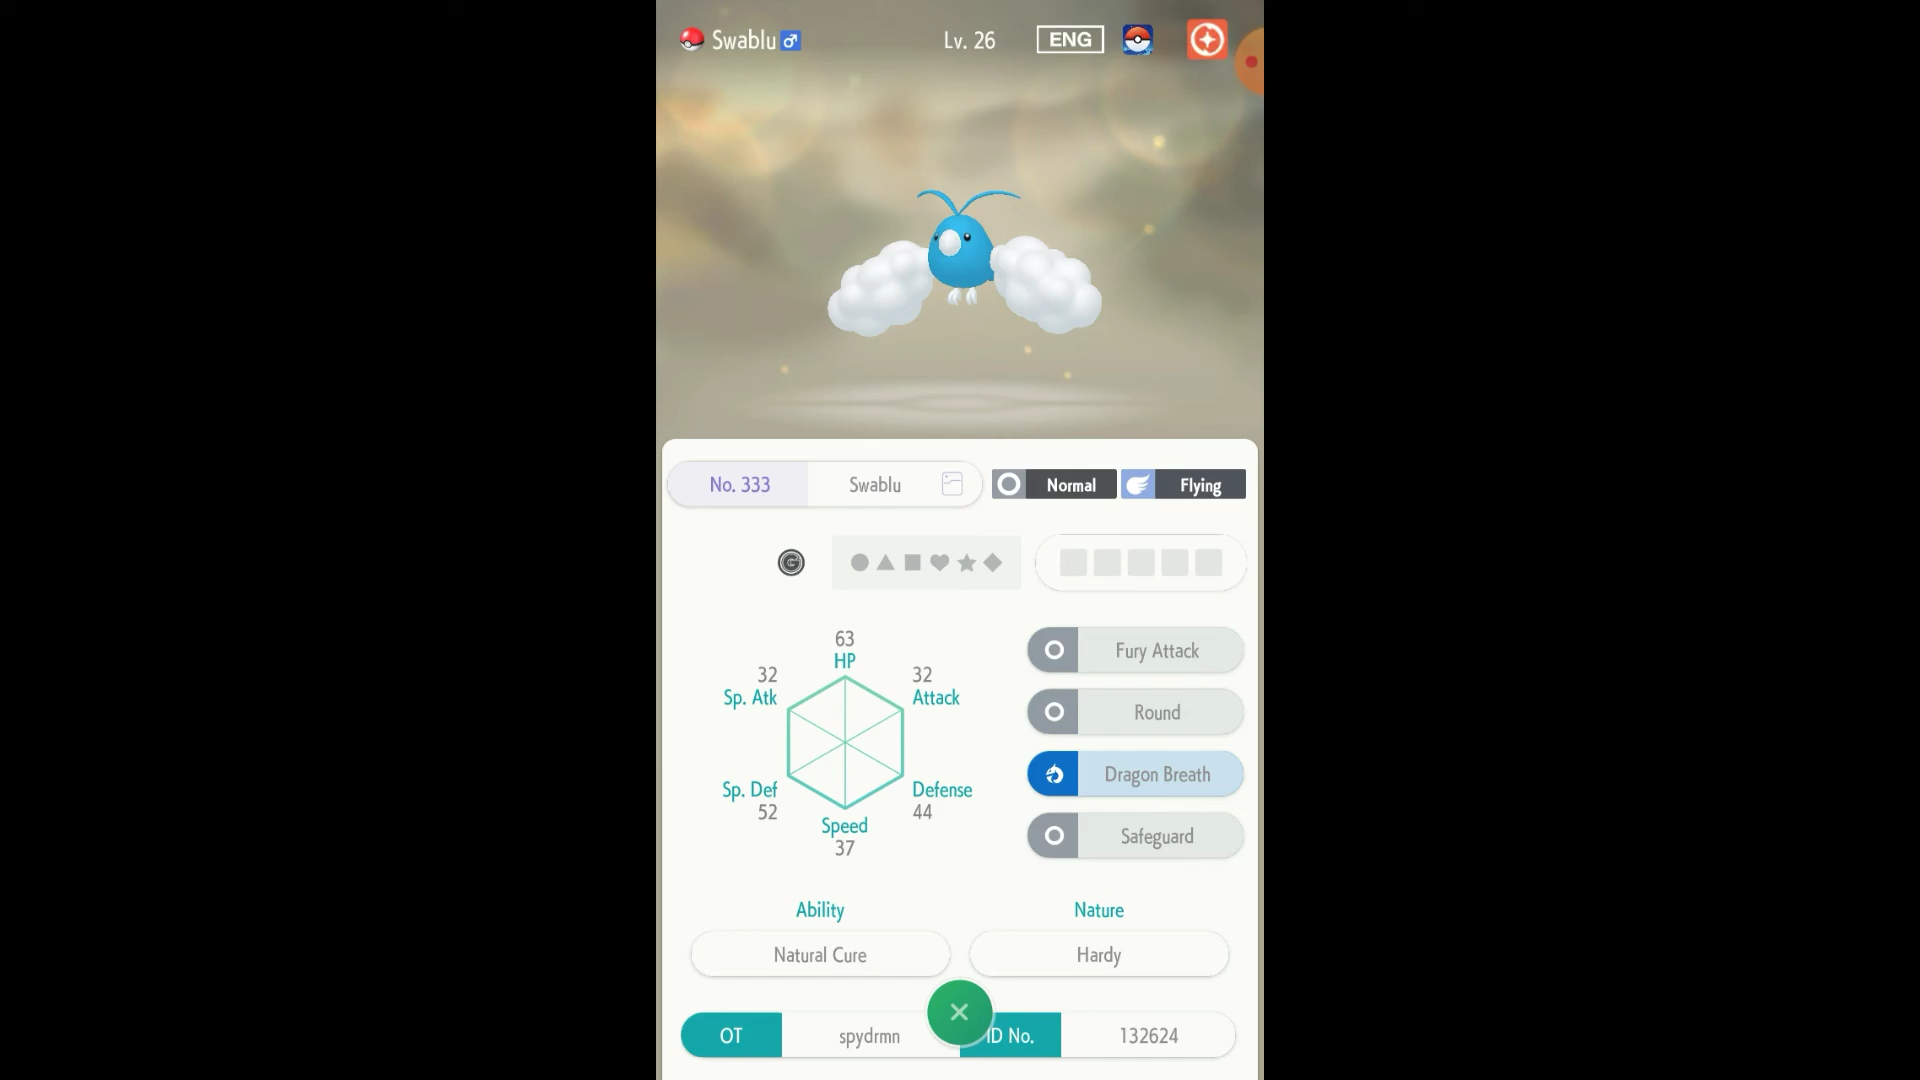 Swablu Lv. 26 ENG
No. 333 Swablu Normal Flying
63
HP
32
Sp. Atk
32
Attack
Sp. Def
52
Defense
44
Speed
37
Fury Attack
Round
Dragon Breath
Safeguard
Ability
Natural Cure
Nature
Hardy
OT spydrmn ID No. 132624